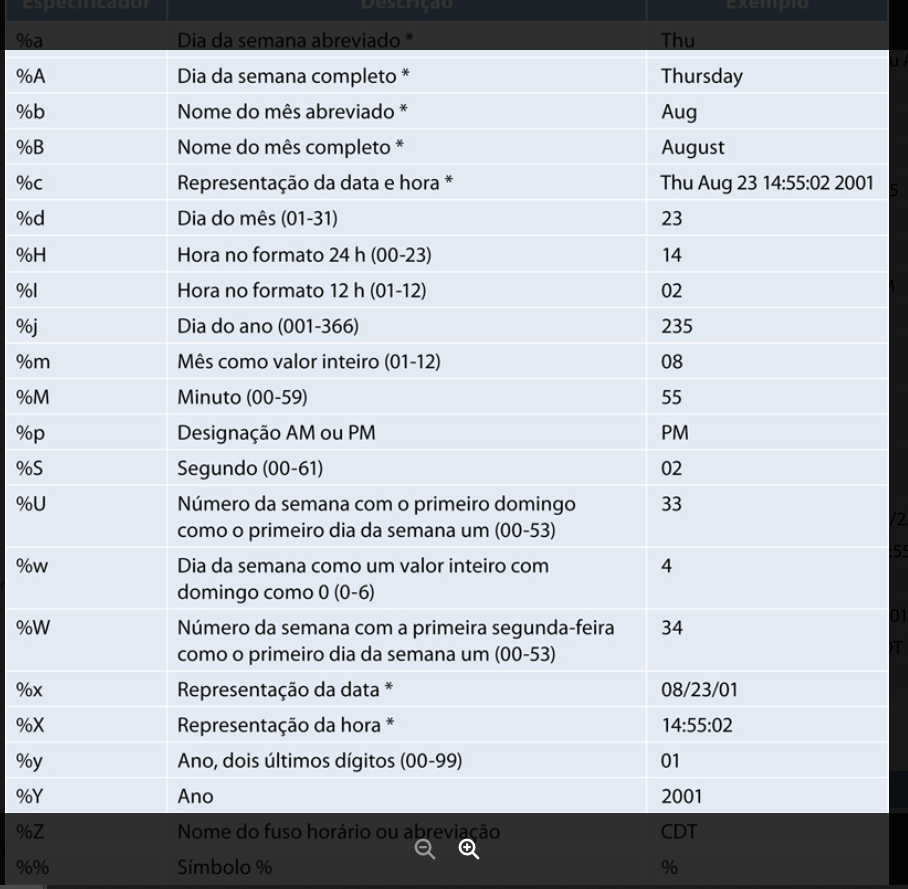 Especificador Descrição Exemplo
%a Dia da semana abreviado * Thu
%A Dia da semana completo * Thursday
%b Nome do mês abreviado * Aug
%B Nome do mês completo * August
%c Representação da data e hora * Thu Aug 23 14:55:02 2001
%d Dia do mês (01-31) 23
%H Hora no formato 24 h (00-23) 14
%I Hora no formato 12 h (01-12) 02
%j Dia do ano (001-366) 235
%m Mês como valor inteiro (01-12) 08
%M Minuto (00-59) 55
%p Designação AM ou PM PM
%S Segundo (00-61) 02
%U Número da semana com o primeiro domingo 33
como o primeiro dia da semana um (00-53)
%w Dia da semana como um valor inteiro com 4
domingo como 0 (0-6)
%W Número da semana com a primeira segunda-feira 34
como o primeiro dia da semana um (00-53)
%x Representação da data * 08/23/01
%X Representação da hora * 14:55:02
%y Ano, dois últimos dígitos (00-99) 01
%Y Ano 2001
%Z Nome do fuso horário ou abreviação CDT
%% Símbolo % %